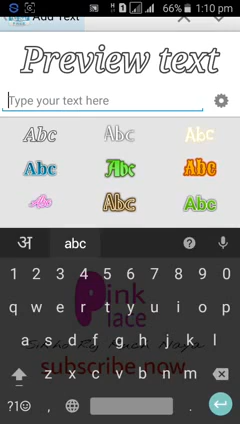 66% 1:10 pm
Add Text
Preview text
Type your text here
Abc Abc Abc
Abc Abc Abc
Abc Abc Abc
अ abc ?
1 2 3 4 5 6 7 8 9 0
Pink
q w e r t y u i o p
lace
a s d f g h j k l
subscribe now
z x c v b n m
?1 , .